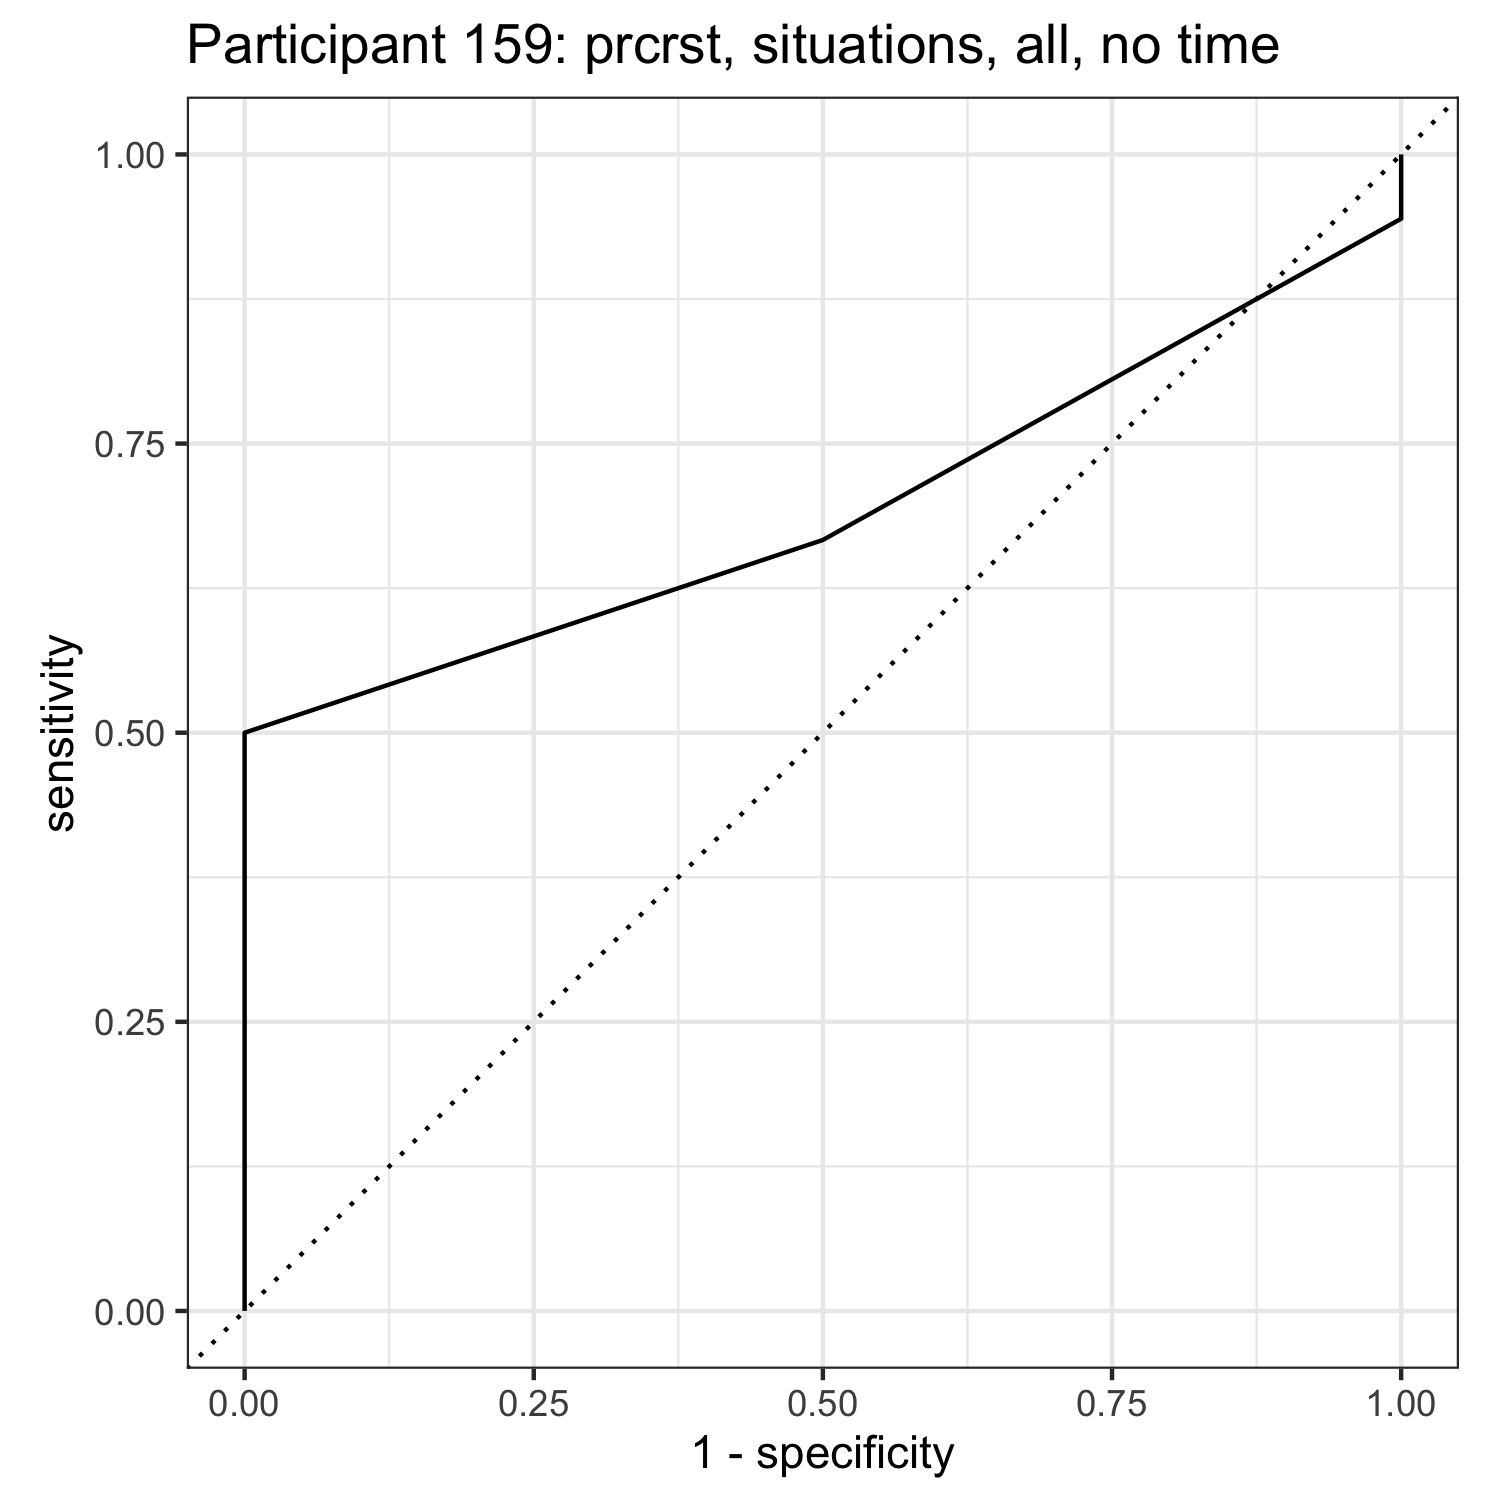 Participant 159: prcrst, situations, all, no time
1.00
0.75
0.50
0.25
0.00
sensitivity
0.00 0.25 0.50 0.75 1.00
1 - specificity